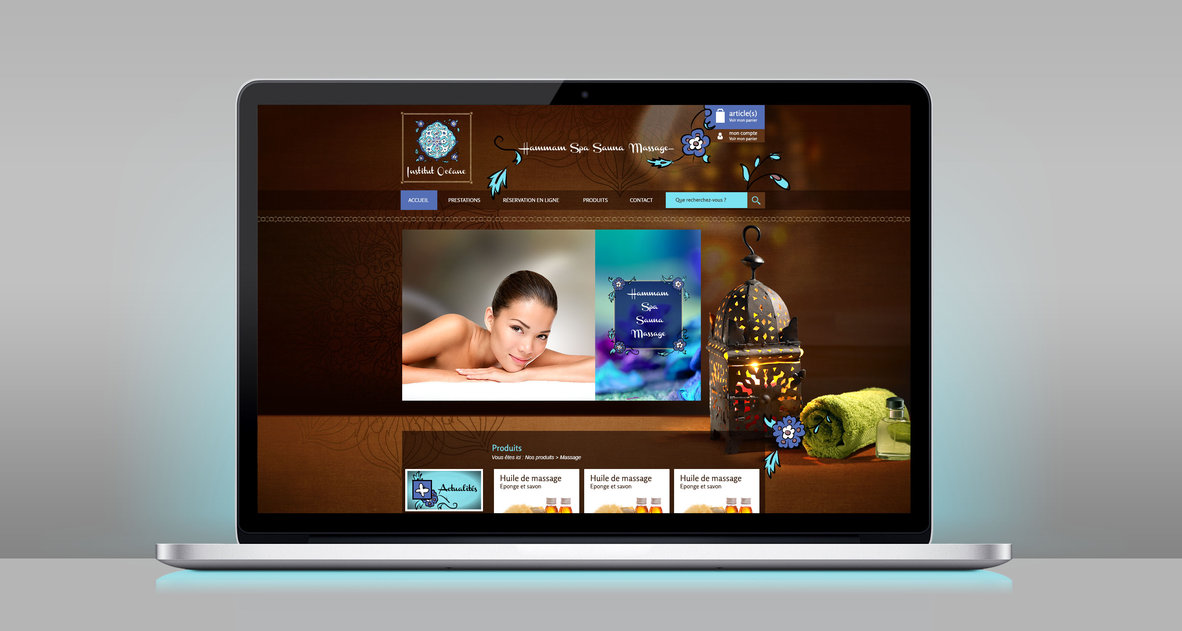 article(s)
Voir mon panier
mon compte
Voir mon panier
Institut Océane
Hammam Spa Sauna Massage
ACCUEIL
PRESTATIONS
RÉSERVATION EN LIGNE
PRODUITS
CONTACT
Que recherchez-vous ?
Hammam
Spa
Sauna
Massage
Produits
Vous êtes ici : Nos produits > Massage
Actualités
Huile de massage
Eponge et savon
Huile de massage
Eponge et savon
Huile de massage
Eponge et savon